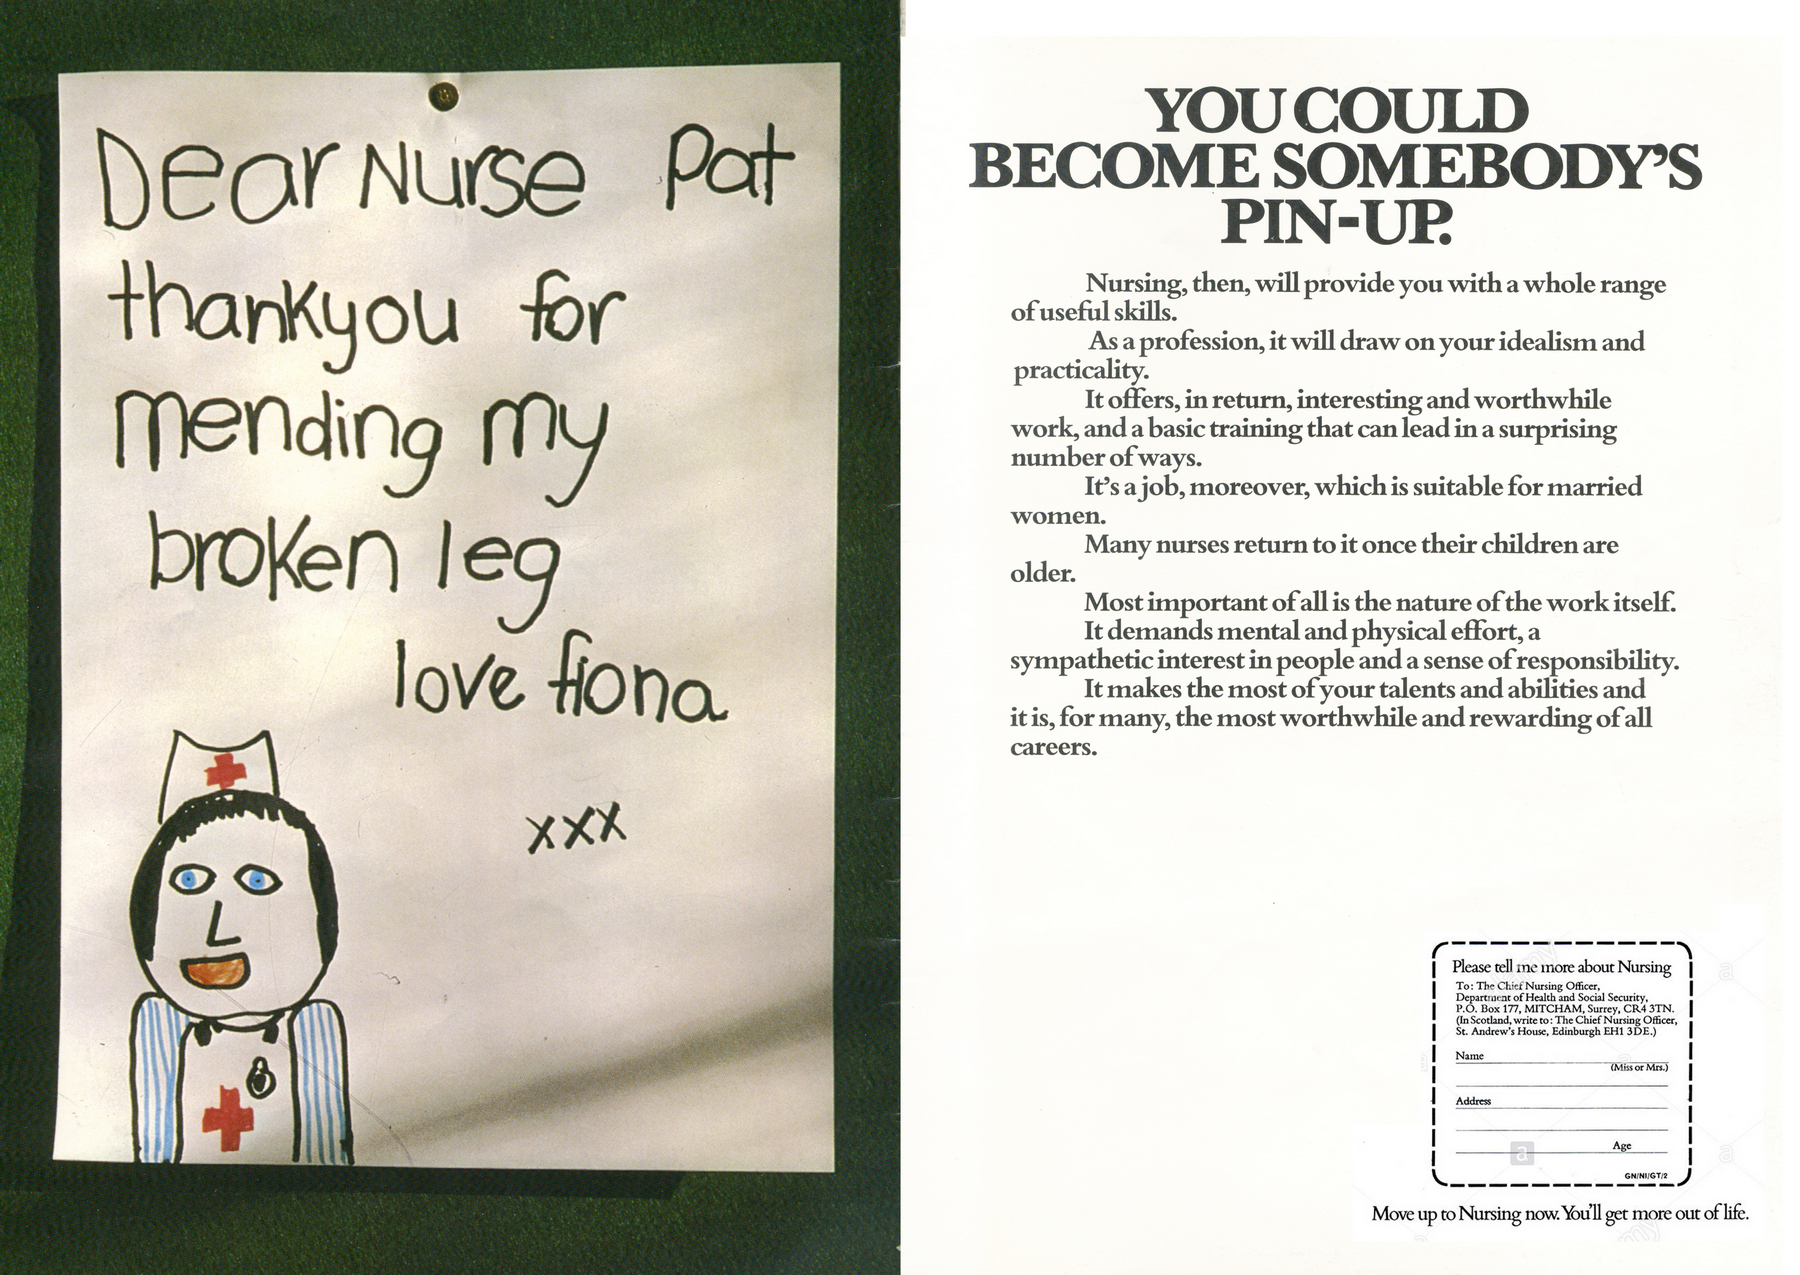 Dear Nurse Pat
thankyou for
mending my
broken leg
love fiona
xxx
YOU COULD
BECOME SOMEBODY'S
PIN-UP.
Nursing, then, will provide you with a whole range
of useful skills.
As a profession, it will draw on your idealism and
practicality.
It offers, in return, interesting and worthwhile
work, and a basic training that can lead in a surprising
number of ways.
It's a job, moreover, which is suitable for married
women.
Many nurses return to it once their children are
older.
Most important of all is the nature of the work itself.
It demands mental and physical effort, a
sympathetic interest in people and a sense of responsibility.
It makes the most of your talents and abilities and
it is, for many, the most worthwhile and rewarding of all
careers.
Please tell me more about Nursing
To: The Chief Nursing Officer,
Department of Health and Social Security,
P.O. Box 177, MITCHAM, Surrey, CR4 3TN.
(In Scotland, write to: The Chief Nursing Officer,
St. Andrew's House, Edinburgh EH1 3DE.)
Name
(Miss or Mrs.)
Address
Age
GN/NI/GT/2
Move up to Nursing now. You'll get more out of life.
a
a
a